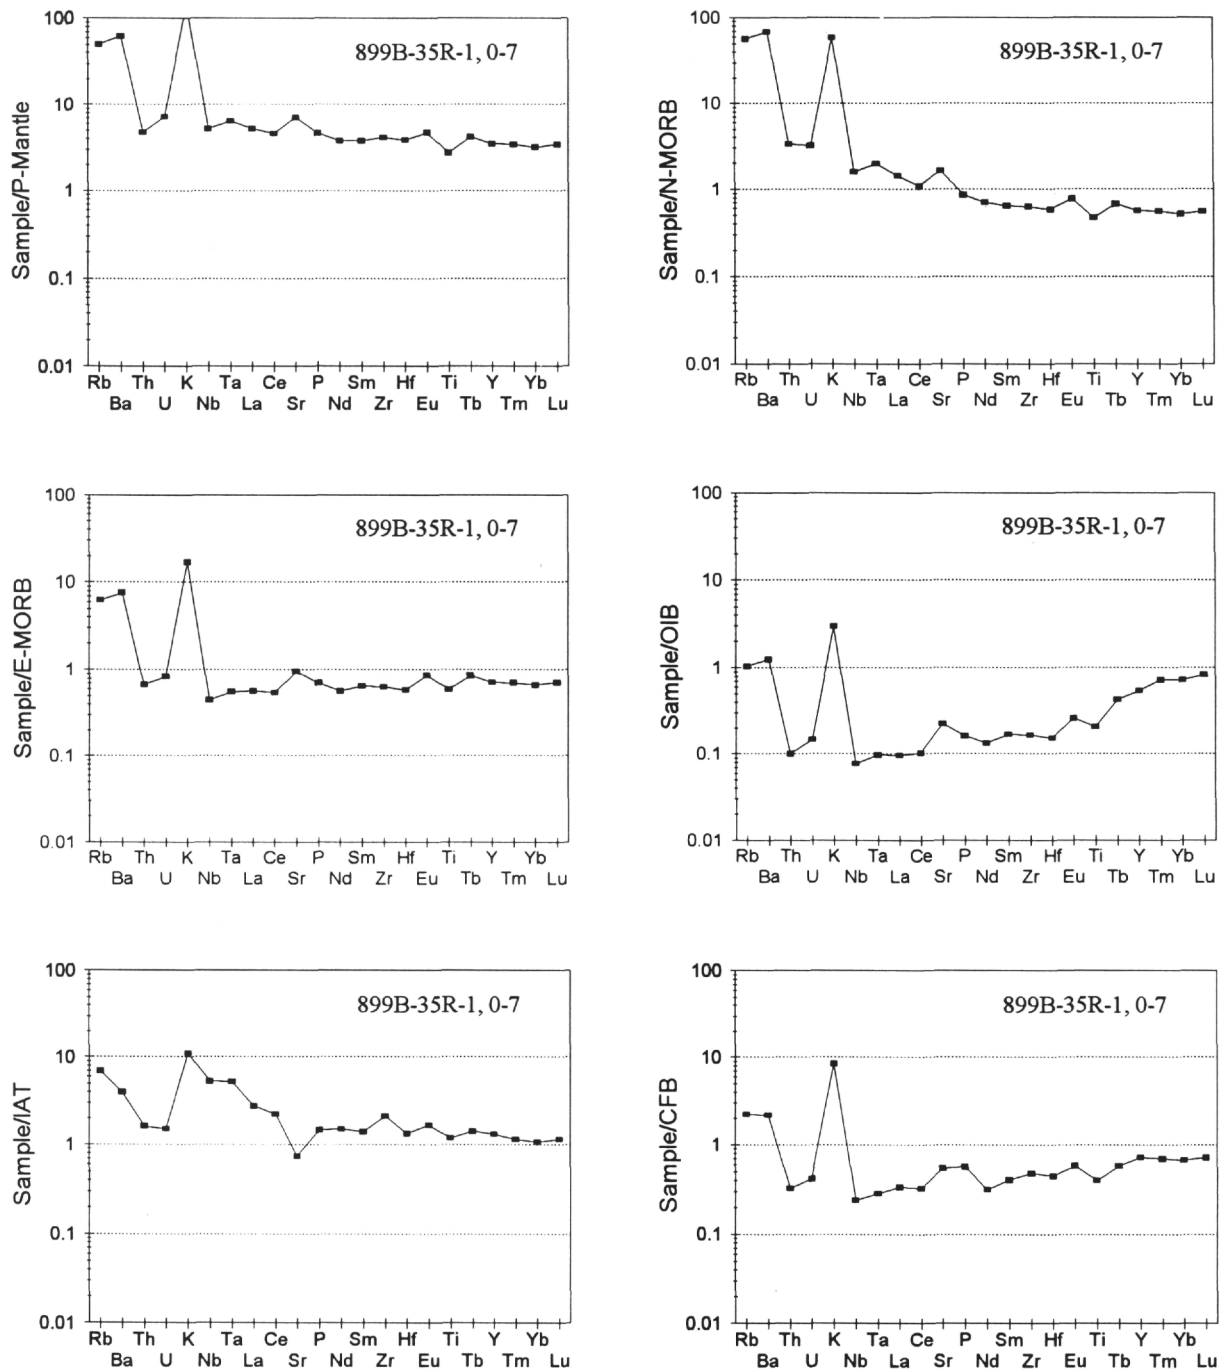 100
10
1
0.1
0.01
Sample/P-Mantle
899B-35R-1, 0-7
Rb Th K Ta Ce P Sm Hf Ti Y Yb
Ba U Nb La Sr Nd Zr Eu Tb Tm Lu
100
10
1
0.1
0.01
Sample/N-MORB
899B-35R-1, 0-7
Rb Th K Ta Ce P Sm Hf Ti Y Yb
Ba U Nb La Sr Nd Zr Eu Tb Tm Lu
100
10
1
0.1
0.01
Sample/E-MORB
899B-35R-1, 0-7
Rb Th K Ta Ce P Sm Hf Ti Y Yb
Ba U Nb La Sr Nd Zr Eu Tb Tm Lu
100
10
1
0.1
0.01
Sample/OIB
899B-35R-1, 0-7
Rb Th K Ta Ce P Sm Hf Ti Y Yb
Ba U Nb La Sr Nd Zr Eu Tb Tm Lu
100
10
1
0.1
0.01
Sample/IAT
899B-35R-1, 0-7
Rb Th K Ta Ce P Sm Hf Ti Y Yb
Ba U Nb La Sr Nd Zr Eu Tb Tm Lu
100
10
1
0.1
0.01
Sample/CFB
899B-35R-1, 0-7
Rb Th K Ta Ce P Sm Hf Ti Y Yb
Ba U Nb La Sr Nd Zr Eu Tb Tm Lu